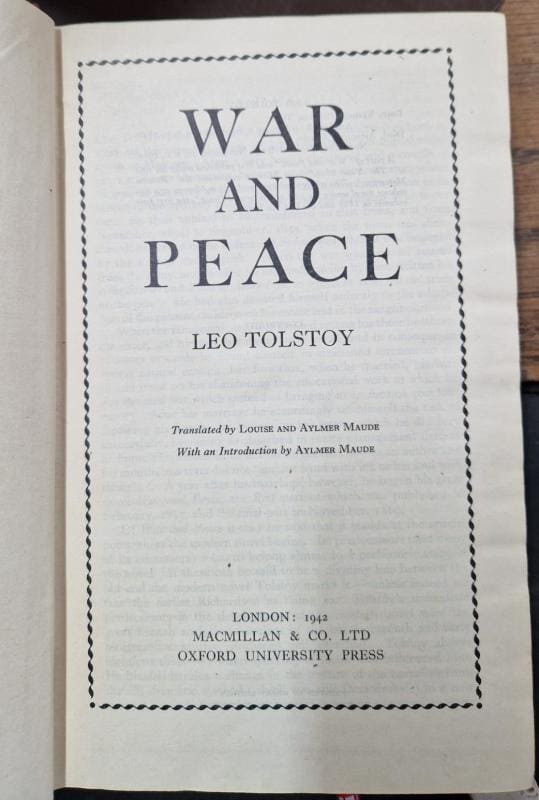 WAR
AND
PEACE
LEO TOLSTOY
Translated by LOUISE AND AYLMER MAUDE
With an Introduction by AYLMER MAUDE
LONDON: 1942
MACMILLAN & CO. LTD
OXFORD UNIVERSITY PRESS